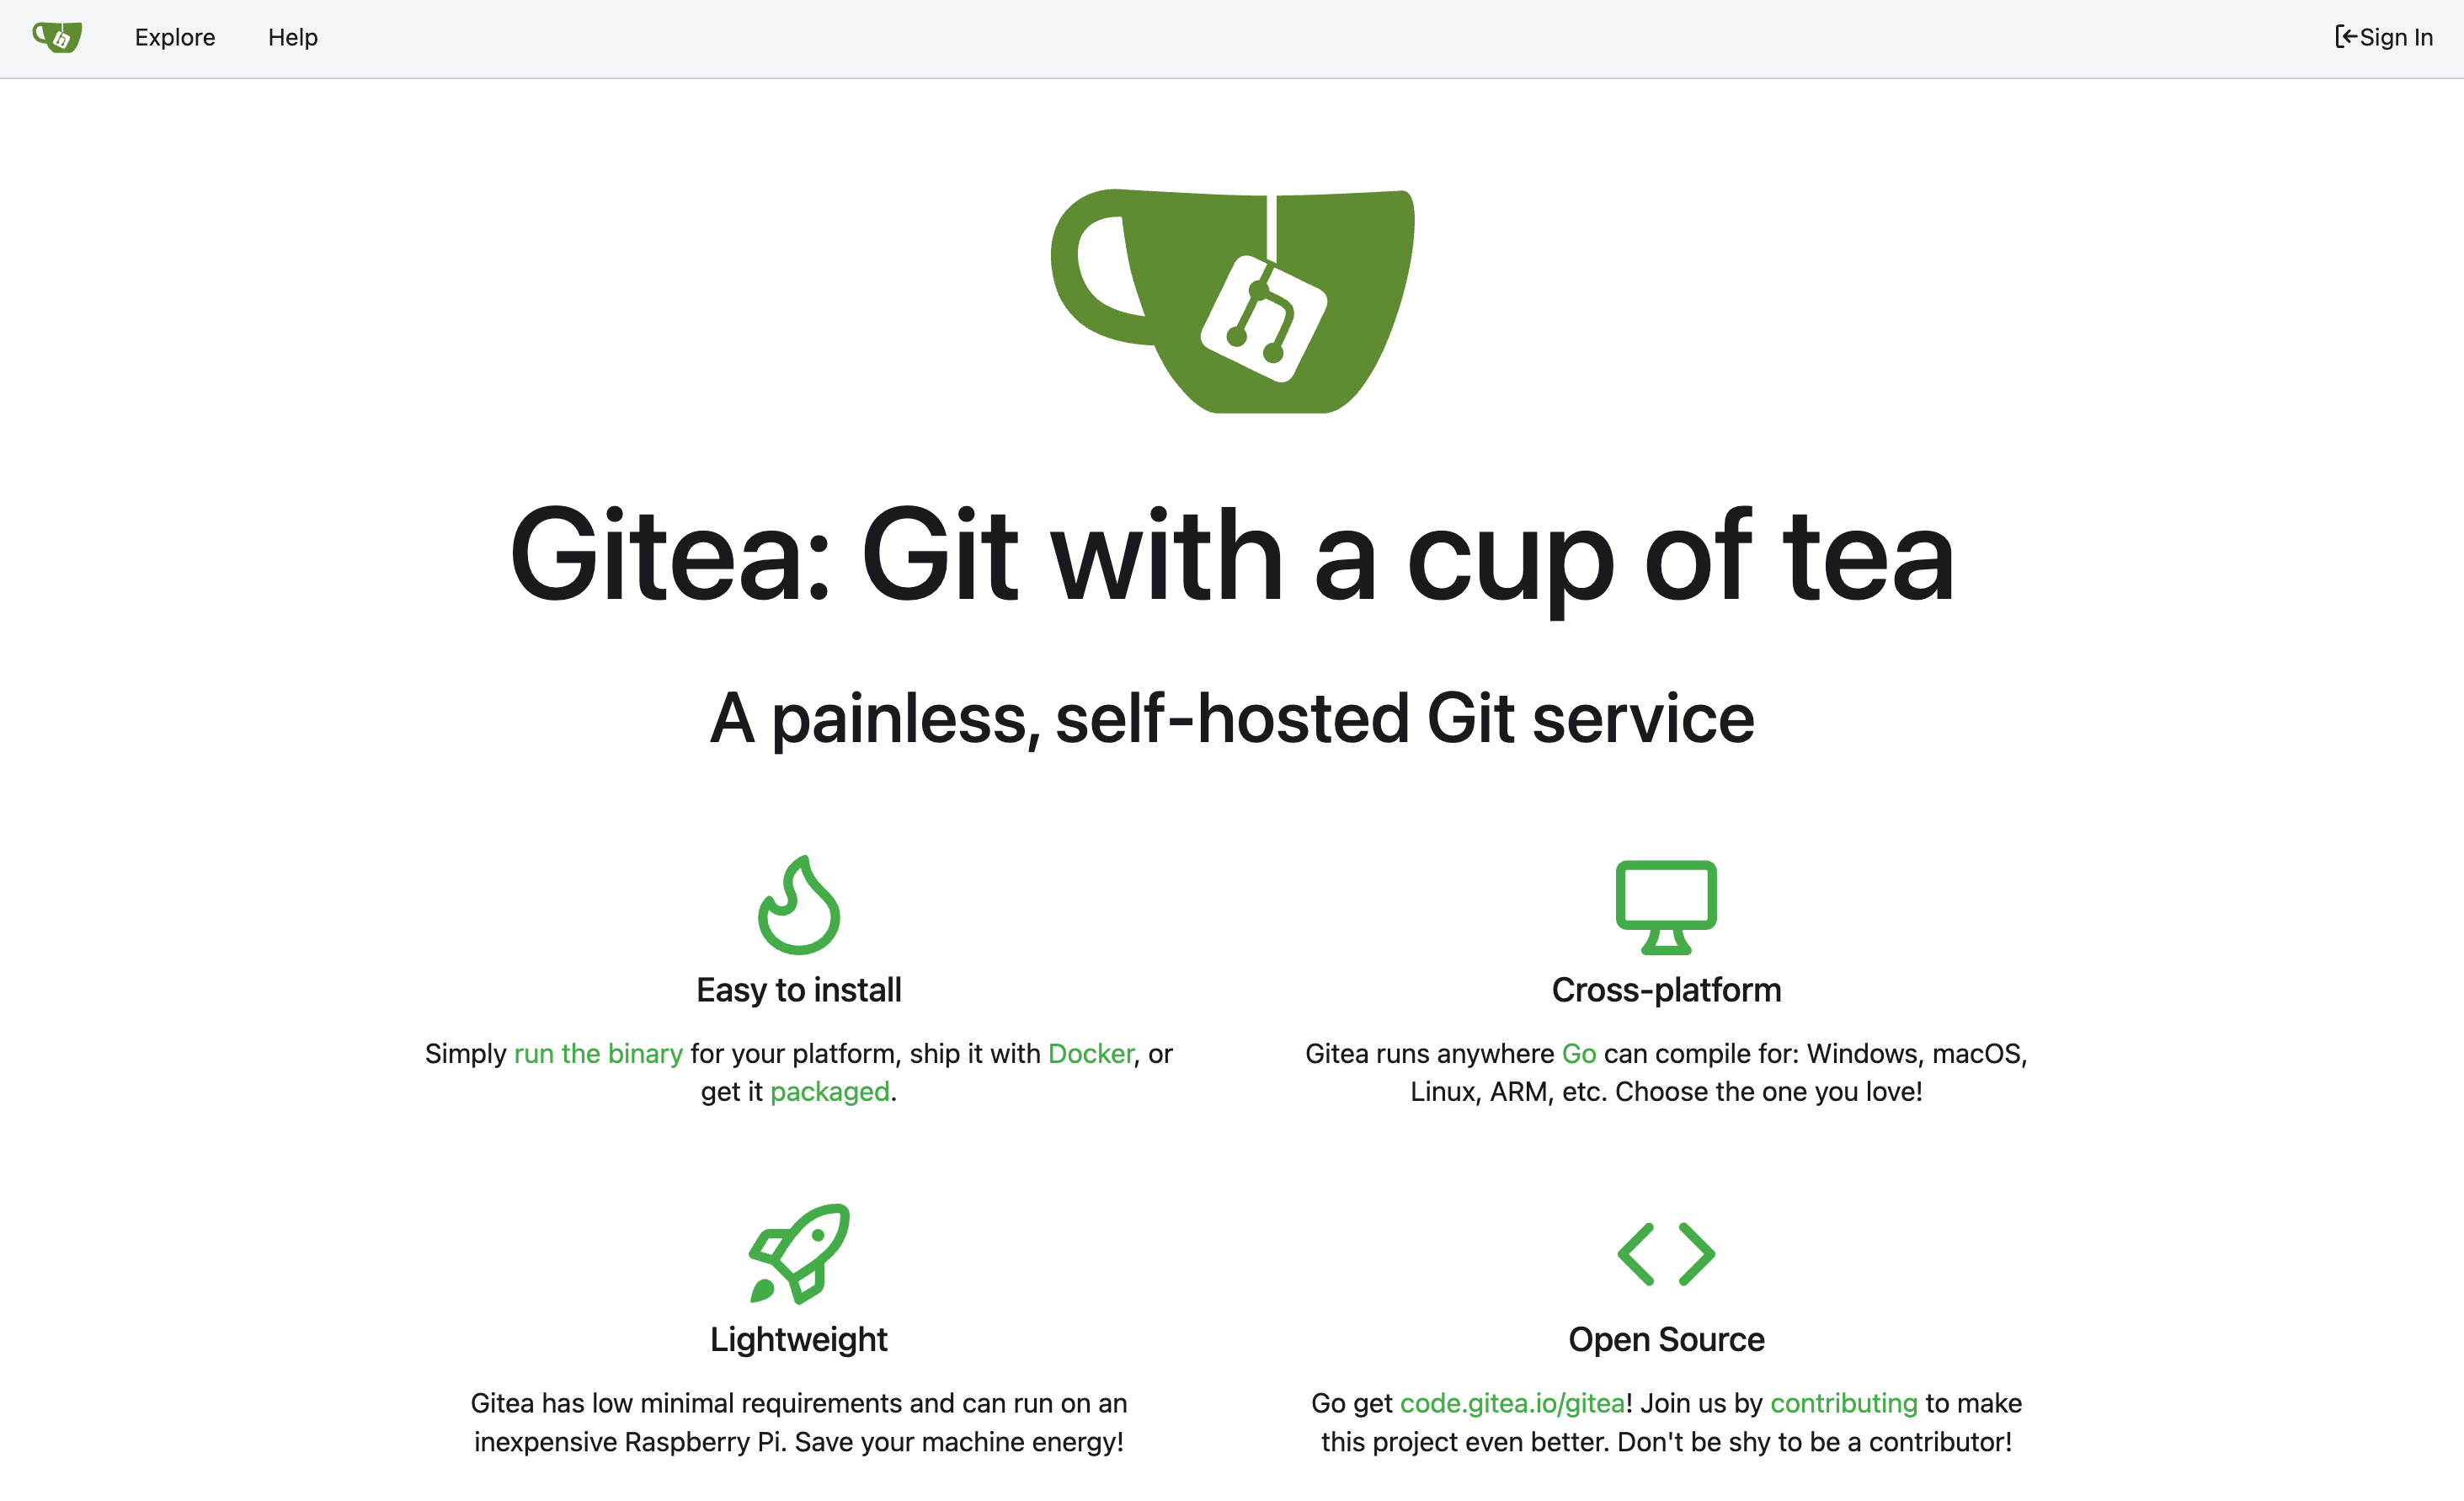 Explore
Help
Sign In
Gitea: Git with a cup of tea
A painless, self-hosted Git service
Easy to install
Simply run the binary for your platform, ship it with Docker, or
get it packaged.
Cross-platform
Gitea runs anywhere Go can compile for: Windows, macOS,
Linux, ARM, etc. Choose the one you love!
Lightweight
Gitea has low minimal requirements and can run on an
inexpensive Raspberry Pi. Save your machine energy!
Open Source
Go get code.gitea.io/gitea! Join us by contributing to make
this project even better. Don't be shy to be a contributor!